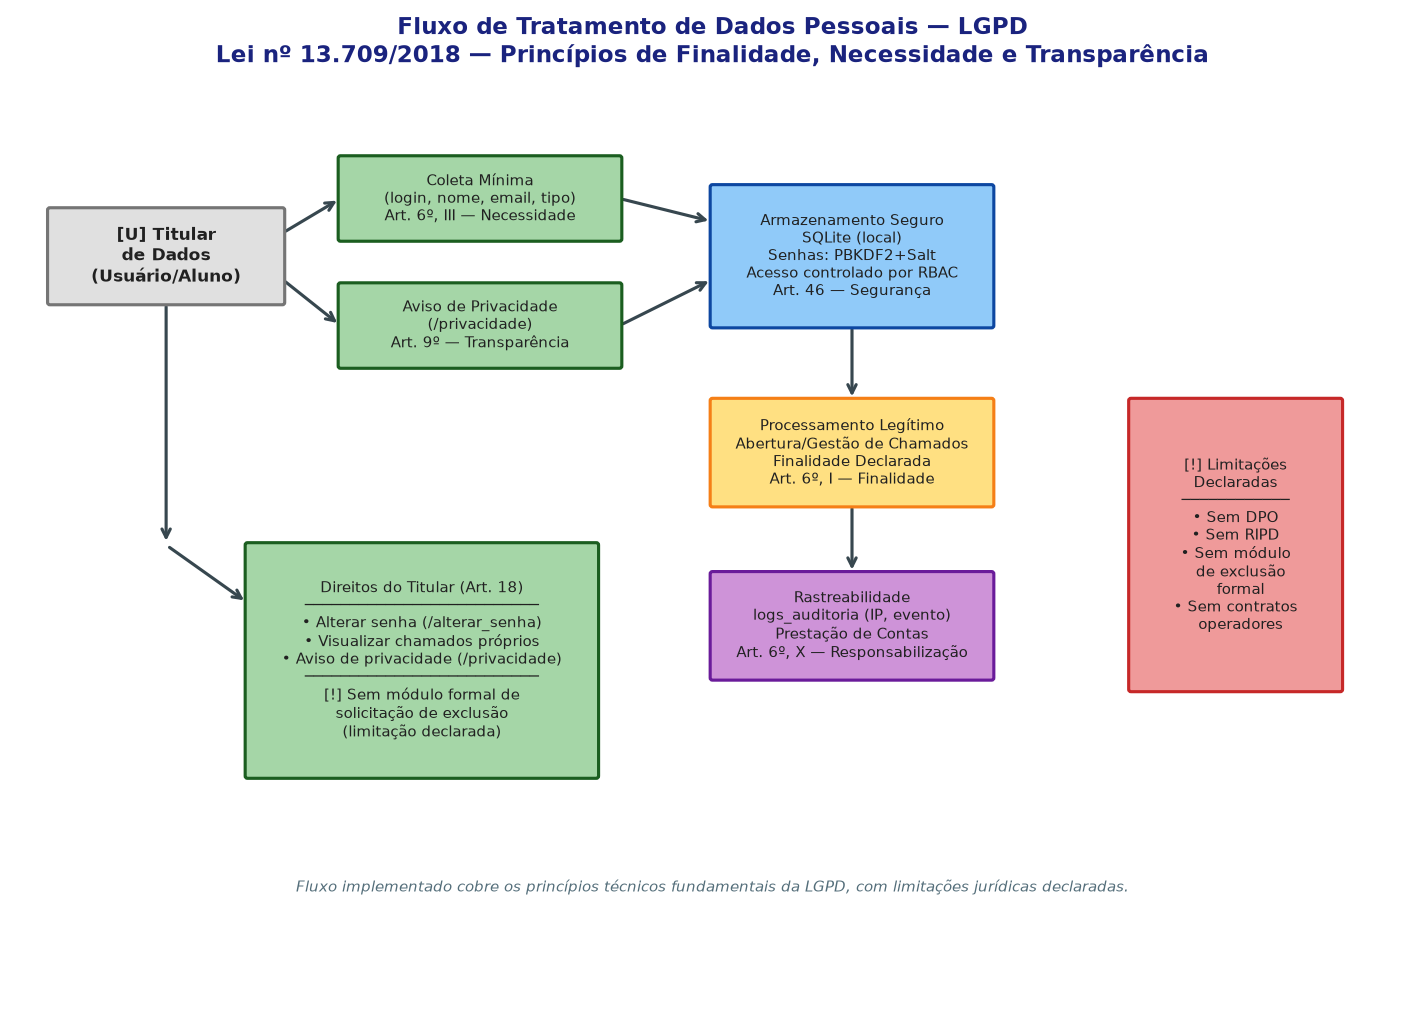 Fluxo de Tratamento de Dados Pessoais — LGPD
Lei nº 13.709/2018 — Princípios de Finalidade, Necessidade e Transparência
[U] Titular
de Dados
(Usuário/Aluno)
Coleta Mínima
(login, nome, email, tipo)
Art. 6º, III — Necessidade
Aviso de Privacidade
(/privacidade)
Art. 9º — Transparência
Armazenamento Seguro
SQLite (local)
Senhas: PBKDF2+Salt
Acesso controlado por RBAC
Art. 46 — Segurança
Processamento Legítimo
Abertura/Gestão de Chamados
Finalidade Declarada
Art. 6º, I — Finalidade
Rastreabilidade
logs_auditoria (IP, evento)
Prestação de Contas
Art. 6º, X — Responsabilização
[!] Limitações
Declaradas
• Sem DPO
• Sem RIPD
• Sem módulo
de exclusão
formal
• Sem contratos
operadores
Direitos do Titular (Art. 18)
• Alterar senha (/alterar_senha)
• Visualizar chamados próprios
• Aviso de privacidade (/privacidade)
[!] Sem módulo formal de
solicitação de exclusão
(limitação declarada)
Fluxo implementado cobre os princípios técnicos fundamentais da LGPD, com limitações jurídicas declaradas.